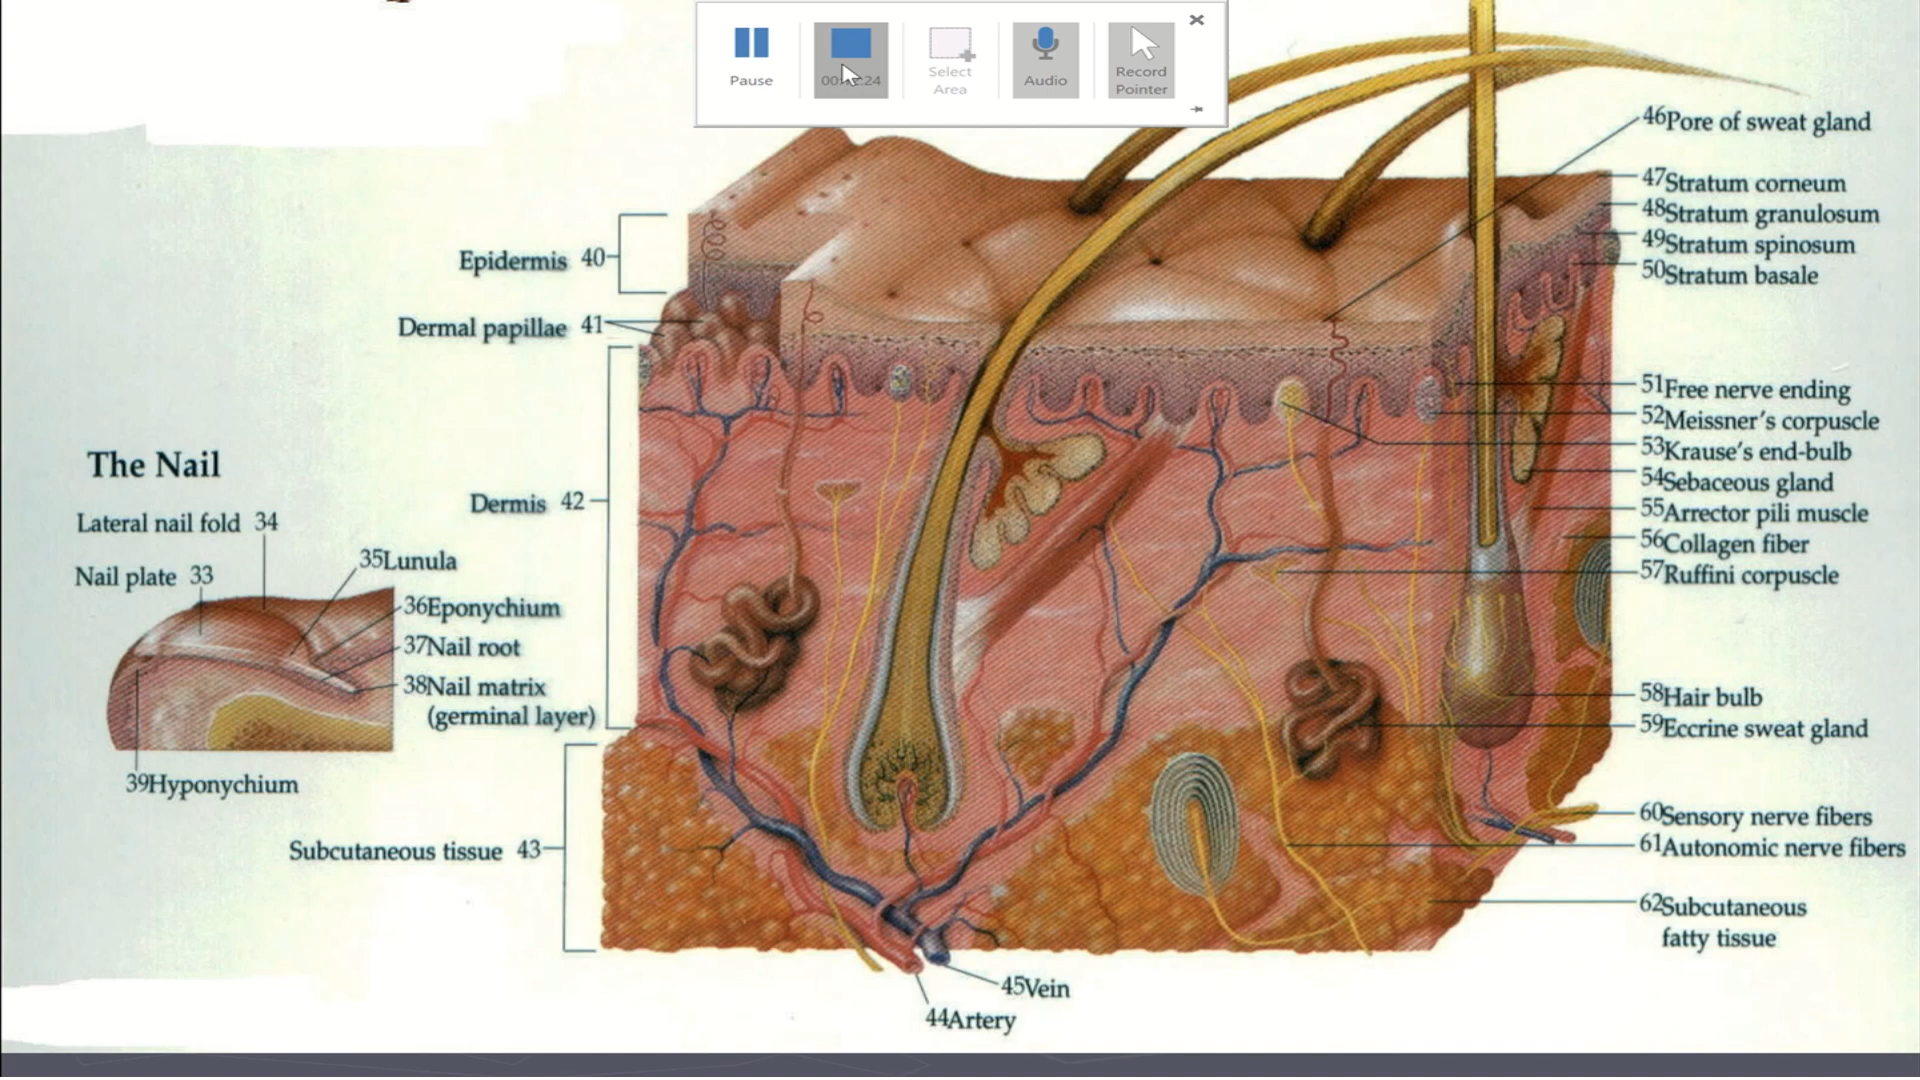 Pause
Select
Area
Audio
Record
Pointer
46Pore of sweat gland
47Stratum corneum
48Stratum granulosum
49Stratum spinosum
50Stratum basale
Epidermis 40
Dermal papillae 41
Dermis 42
51Free nerve ending
52Meissner's corpuscle
53Krause's end-bulb
54Sebaceous gland
55Arrector pili muscle
56Collagen fiber
57Ruffini corpuscle
58Hair bulb
59Eccrine sweat gland
60Sensory nerve fibers
61Autonomic nerve fibers
62Subcutaneous
fatty tissue
The Nail
Lateral nail fold 34
Nail plate 33
35Lunula
36Eponychium
37Nail root
38Nail matrix
(germinal layer)
39Hyponychium
Subcutaneous tissue 43
45Vein
44Artery